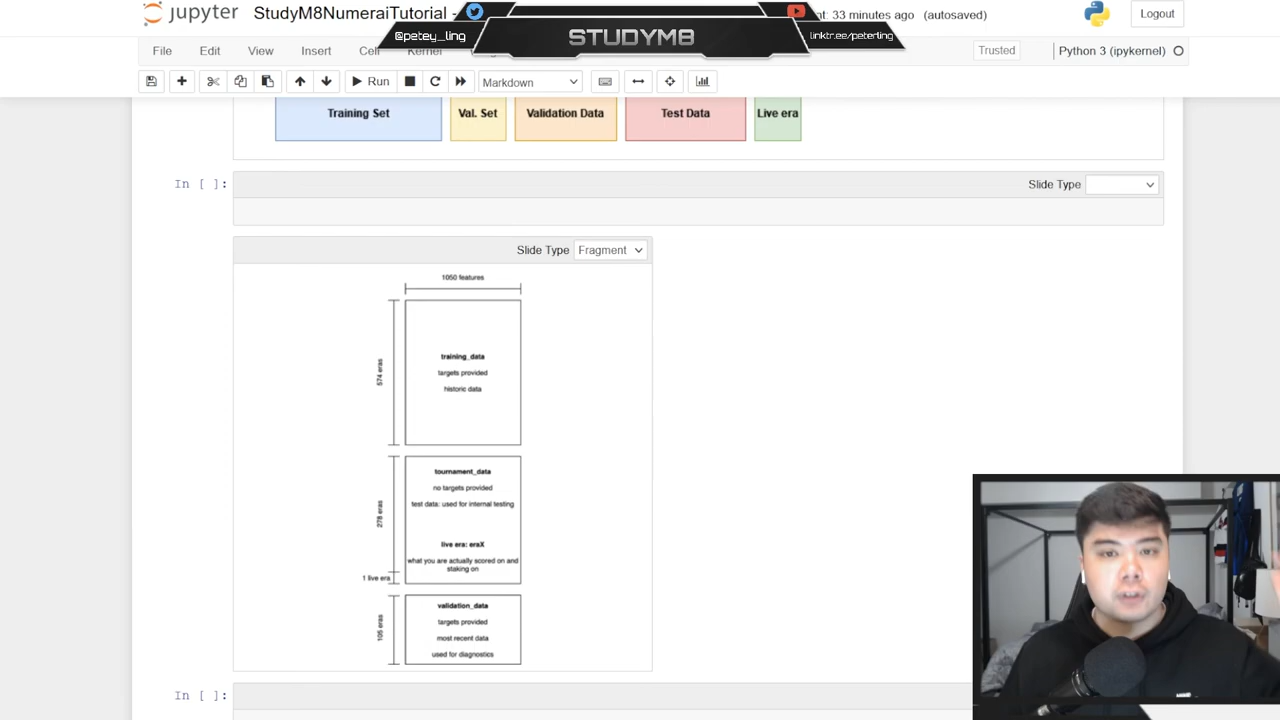 jupyter StudyM8NumeraiTutorial
t: 33 minutes ago (autosaved)
Logout
@petey_ling
STUDYM8
linktr.ee/peterling
File Edit View Insert Cell Kernel
Trusted
Python 3 (ipykernel)
Run
Markdown
Training Set
Val. Set
Validation Data
Test Data
Live era
In [ ]:
Slide Type
Slide Type Fragment
1050 features
574 eras
training_data
targets provided
historic data
278 eras
tournament_data
no targets provided
test data: used for internal testing
live era: eraX
what you are actually scored on and
staking on
1 live era
105 eras
validation_data
targets provided
most recent data
used for diagnostics
In [ ]: